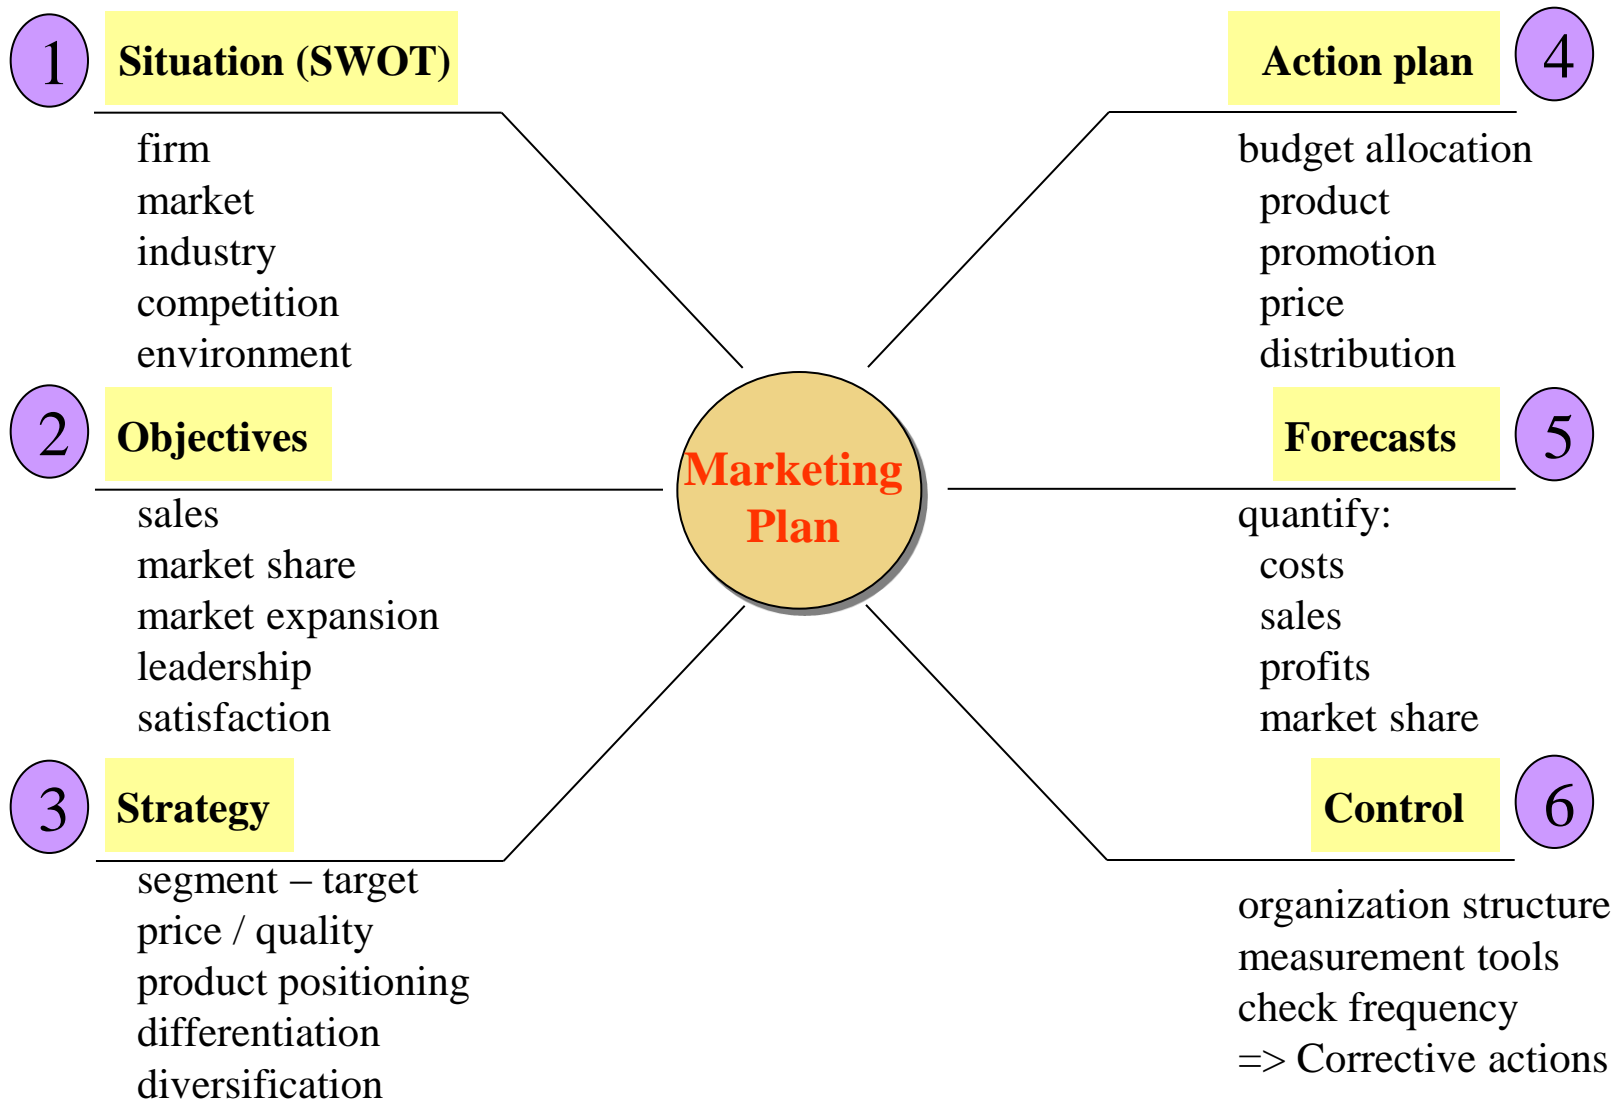 1
Situation (SWOT)
firm
market
industry
competition
environment
2
Objectives
sales
market share
market expansion
leadership
satisfaction
3
Strategy
segment – target
price / quality
product positioning
differentiation
diversification
Marketing
Plan
Action plan
4
budget allocation
product
promotion
price
distribution
Forecasts
5
quantify:
costs
sales
profits
market share
Control
6
organization structure
measurement tools
check frequency
=> Corrective actions